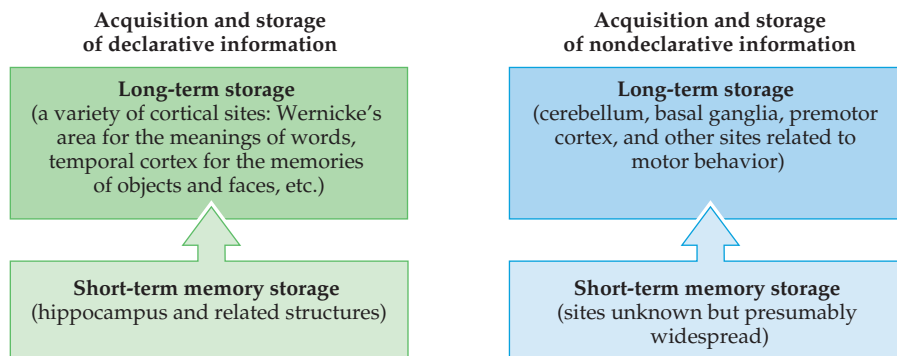 Acquisition and storage
of declarative information
Long-term storage
(a variety of cortical sites: Wernicke’s
area for the meanings of words,
temporal cortex for the memories
of objects and faces, etc.)
Short-term memory storage
(hippocampus and related structures)
Acquisition and storage
of nondeclarative information
Long-term storage
(cerebellum, basal ganglia, premotor
cortex, and other sites related to
motor behavior)
Short-term memory storage
(sites unknown but presumably
widespread)